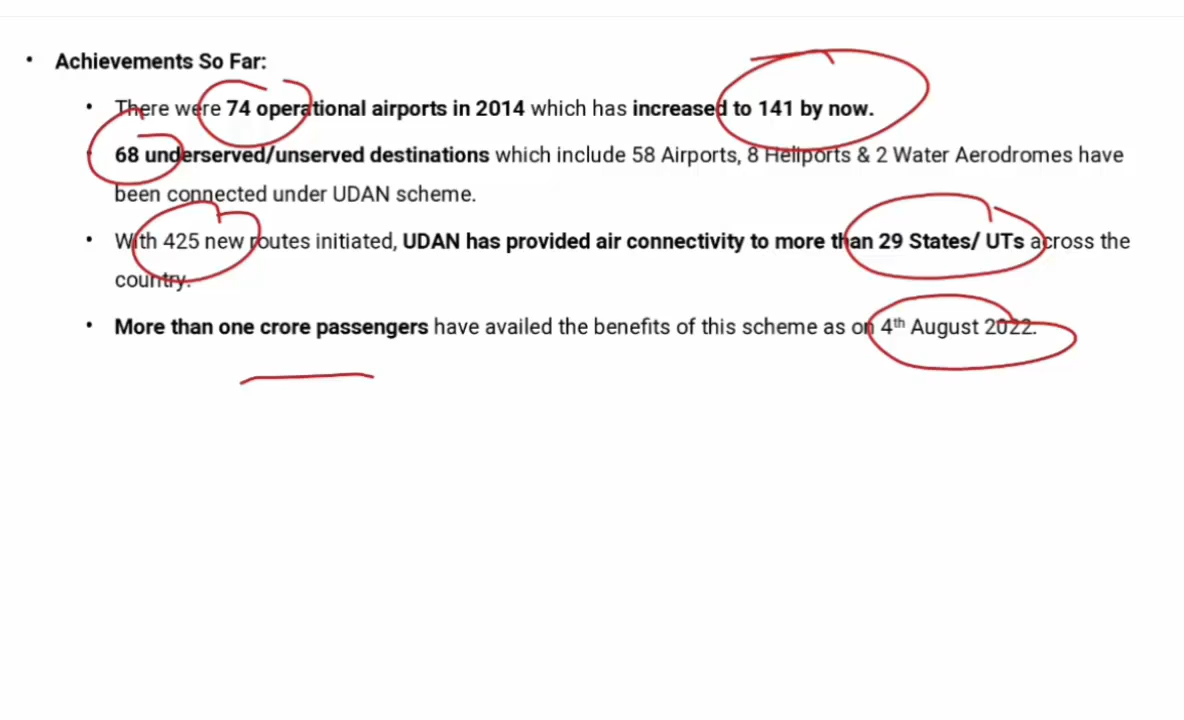 • Achievements So Far:
• There were 74 operational airports in 2014 which has increased to 141 by now.
68 underserved/unserved destinations which include 58 Airports, 8 Heliports & 2 Water Aerodromes have
been connected under UDAN scheme.
• With 425 new routes initiated, UDAN has provided air connectivity to more than 29 States/ UTs across the
country.
• More than one crore passengers have availed the benefits of this scheme as on 4th August 2022.